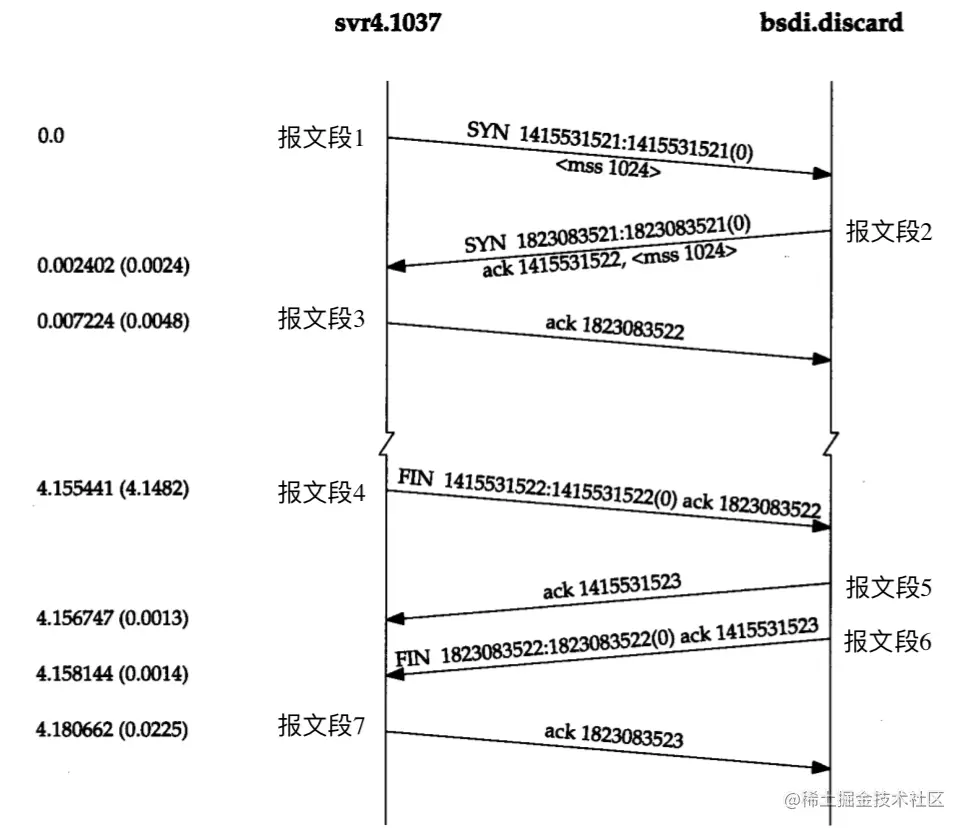 svr4.1037 bsdi.discard
0.0 报文段1 SYN 1415531521:1415531521(0)
<mss 1024>
SYN 1823083521:1823083521(0) 报文段2
0.002402 (0.0024) ack 1415531522, <mss 1024>
0.007224 (0.0048) 报文段3 ack 1823083522
4.155441 (4.1482) 报文段4 FIN 1415531522:1415531522(0) ack 1823083522
ack 1415531523 报文段5
4.156747 (0.0013)
FIN 1823083522:1823083522(0) ack 1415531523 报文段6
4.158144 (0.0014)
4.180662 (0.0225) 报文段7 ack 1823083523
@稀土掘金技术社区